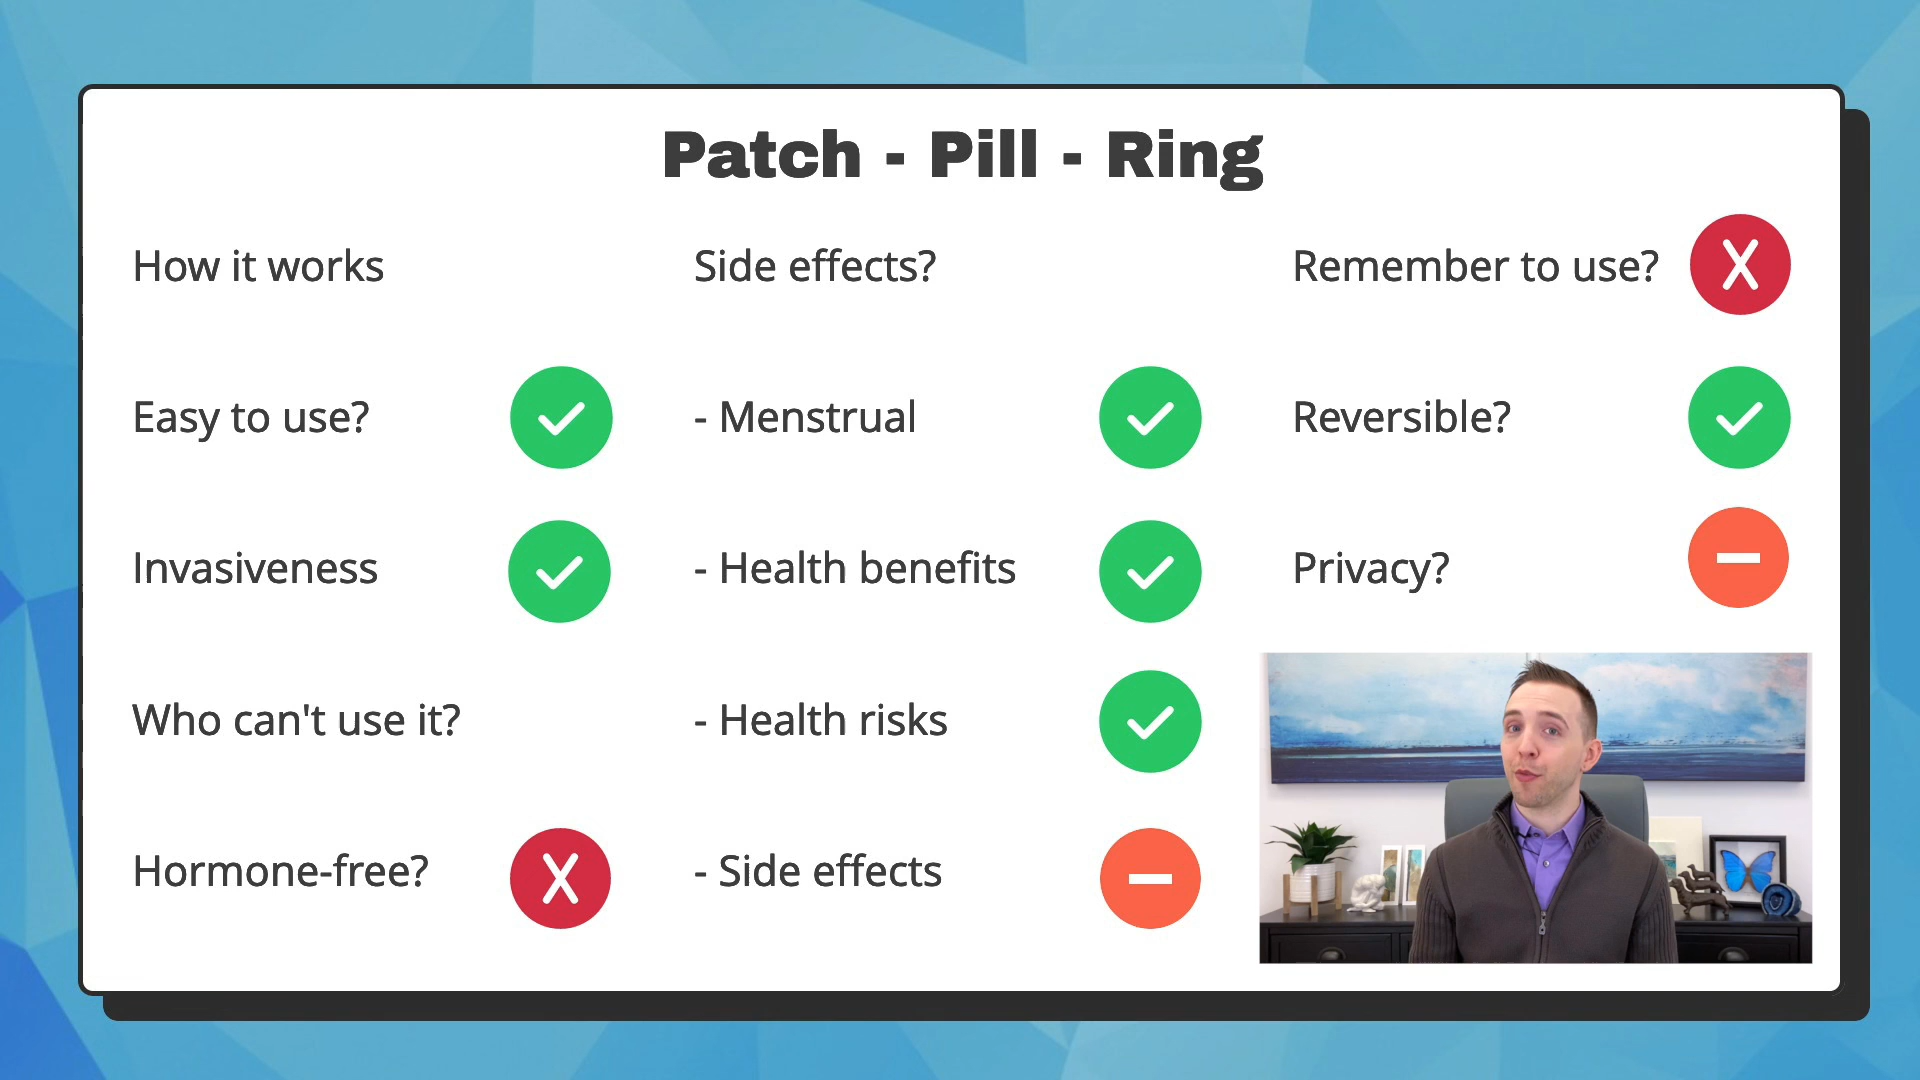 Patch - Pill - Ring
How it works
Easy to use?
Invasiveness
Who can't use it?
Hormone-free?
Side effects?
- Menstrual
- Health benefits
- Health risks
- Side effects
Remember to use?
X
Reversible?
Privacy?
X